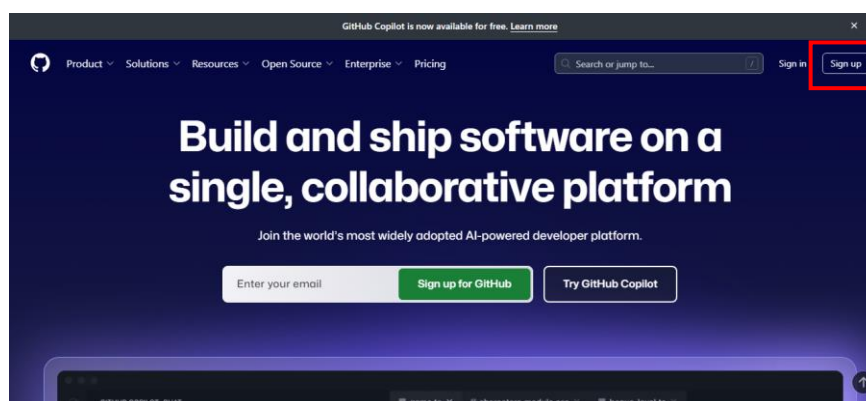 GitHub Copilot is now available for free. Learn more
Product Solutions Resources Open Source Enterprise Pricing Search or jump to... / Sign in Sign up
Build and ship software on a
single, collaborative platform
Join the world's most widely adopted AI-powered developer platform.
Enter your email Sign up for GitHub Try GitHub Copilot